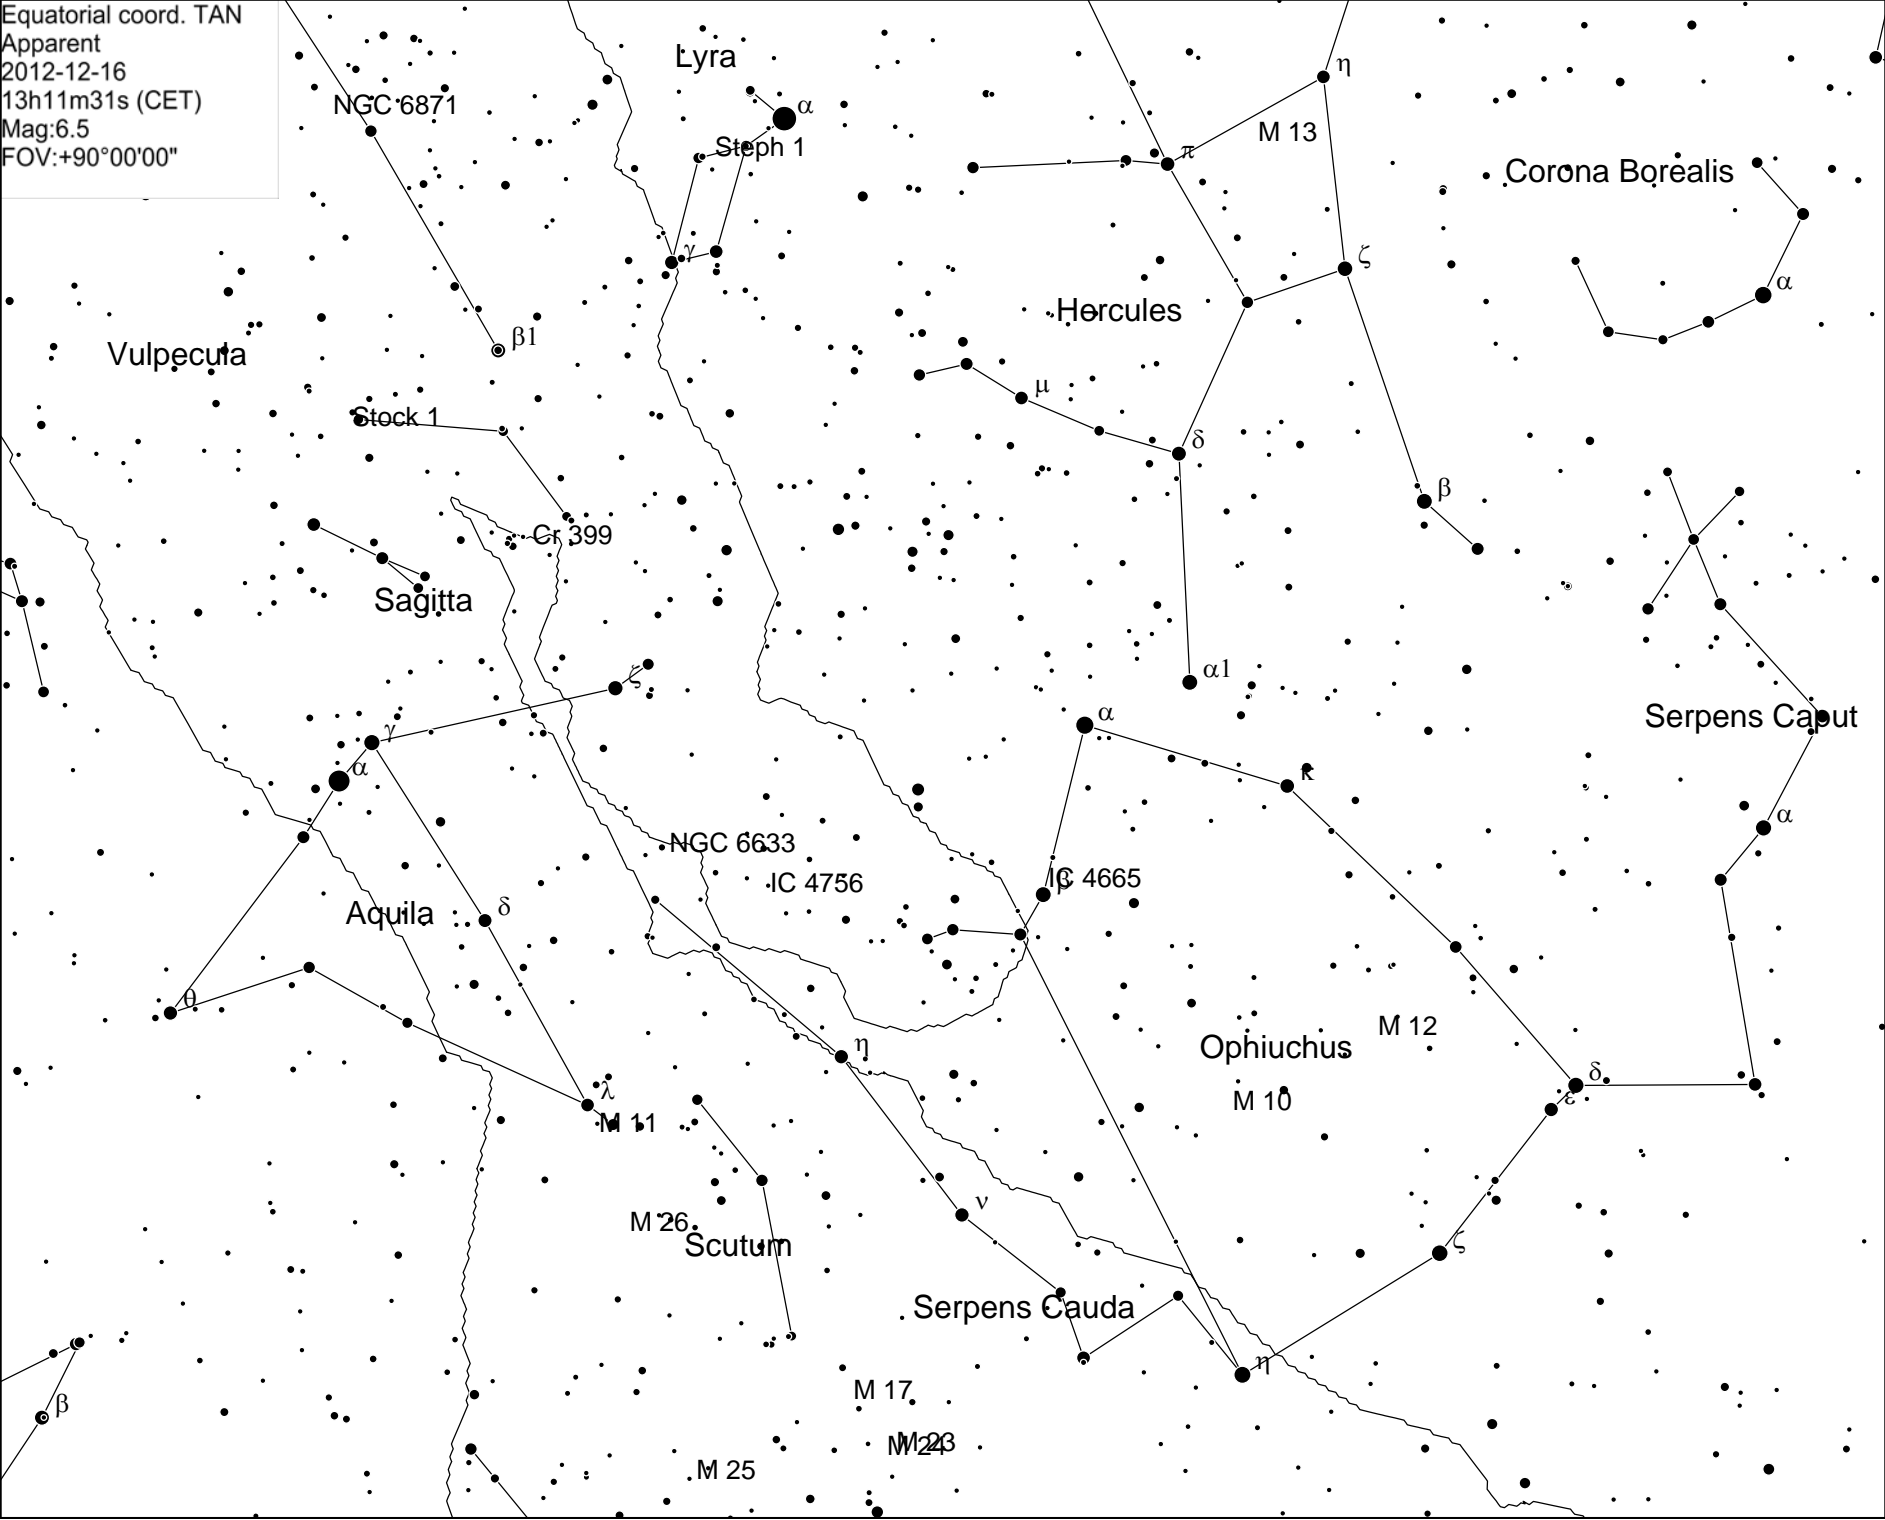 Equatorial coord. TAN
Apparent
2012-12-16
13h11m31s (CET)
Mag:6.5
FOV:+90°00'00"
Lyra
η
NGC 6871
α
M 13
Steph 1
π
Corona Borealis
γ
ζ
α
Hercules
β1
Vulpecula
μ
Stock 1
δ
β
Cr 399
Sagitta
α1
ζ
α
Serpens Caput
γ
α
κ
α
NGC 6633
IC 4756
β
IC 4665
Aquila
δ
θ
M 12
η
Ophiuchus
δ
λ
ε
M 10
M 11
ν
M 26
Scutum
ζ
Serpens Cauda
η
M 17
β
M 24
M 23
M 25